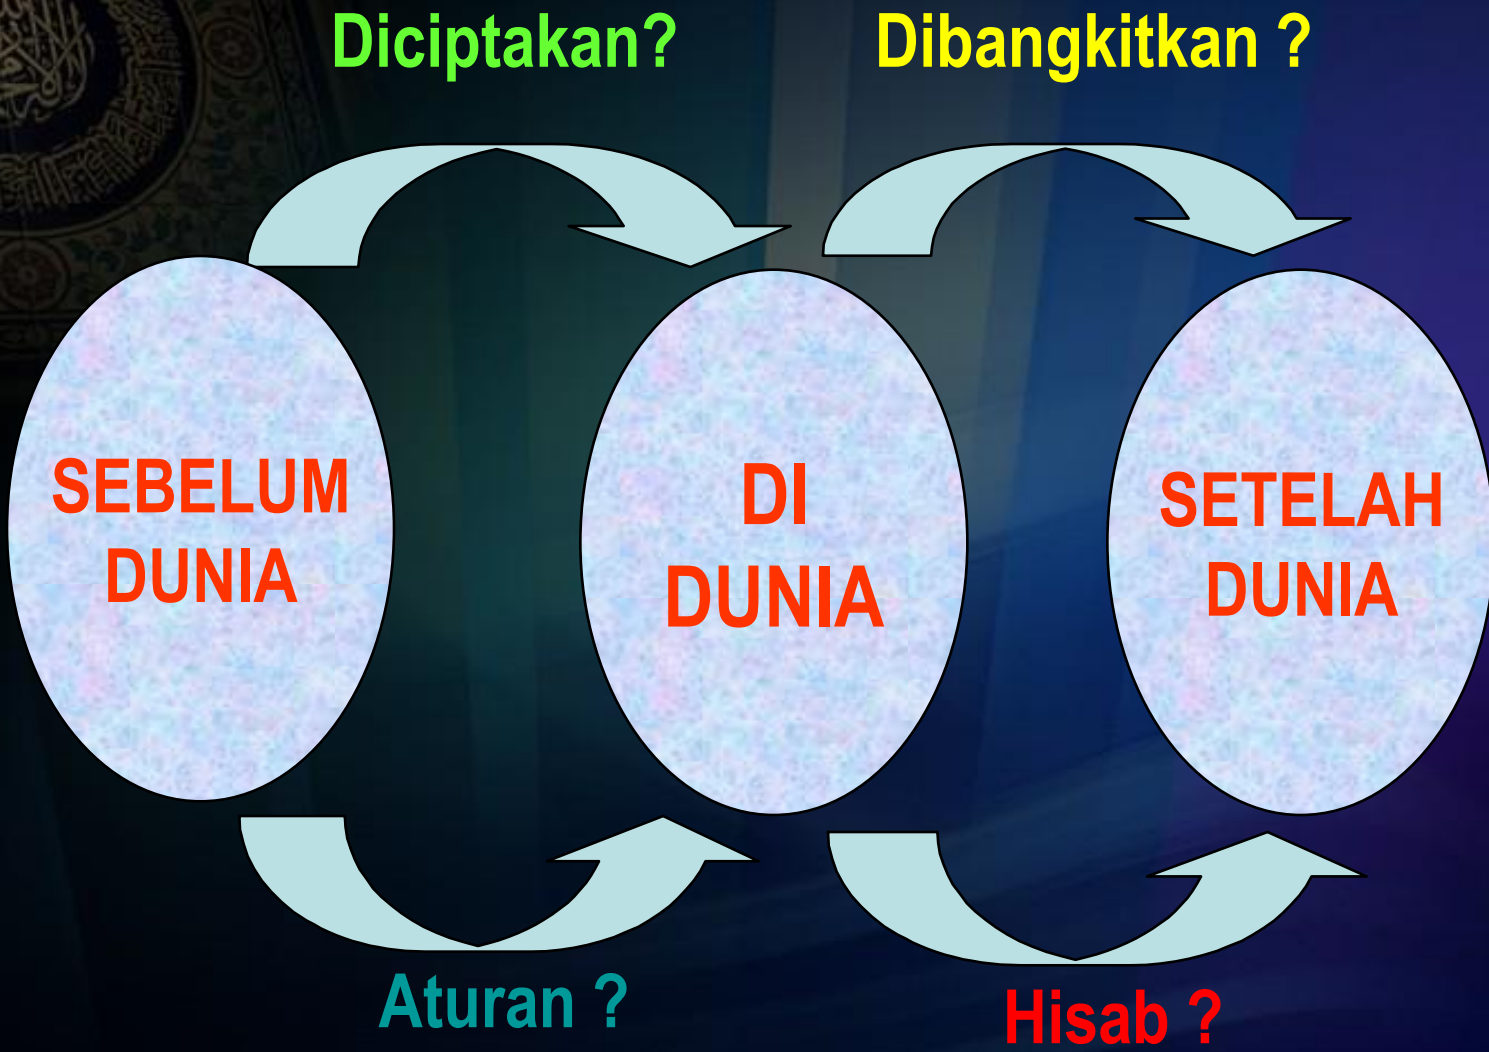 Diciptakan?
Dibangkitkan ?
SEBELUM
DUNIA
DI
DUNIA
SETELAH
DUNIA
Aturan ?
Hisab ?